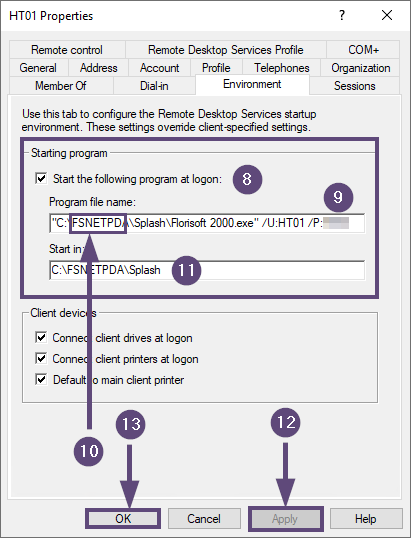 HT01 Properties
Remote control Remote Desktop Services Profile COM+
General Address Account Profile Telephones Organization
Member Of Dial-in Environment Sessions
Use this tab to configure the Remote Desktop Services startup
environment. These settings override client-specified settings.
Starting program
Start the following program at logon: 8
Program file name: 9
"C:\FSNETPDA\Splash\Florisoft 2000.exe" /U:HT01 /P:
Start in:
C:\FSNETPDA\Splash 11
Client devices
Connect client drives at logon
Connect client printers at logon
Default to main client printer
10 13 12
OK Cancel Apply Help